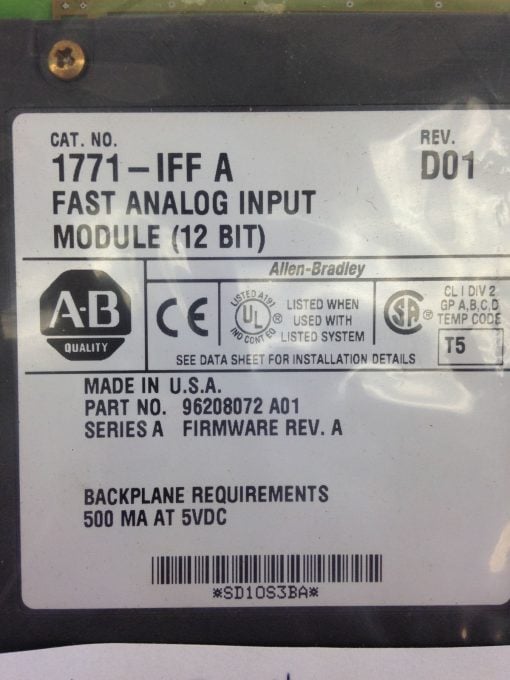 CAT. NO.
REV.
1771-IFF A
D01
FAST ANALOG INPUT
MODULE (12 BIT)
Allen-Bradley
A-B
QUALITY
CE
LISTED A191
UL ®
IND CONT EQ
LISTED WHEN
USED WITH
LISTED SYSTEM
SA ®
CL I DIV 2
GP A,B,C,D
TEMP CODE
T5
SEE DATA SHEET FOR INSTALLATION DETAILS
MADE IN U.S.A.
PART NO. 96208072 A01
SERIES A FIRMWARE REV. A
BACKPLANE REQUIREMENTS
500 MA AT 5VDC
*SD10S3BA*